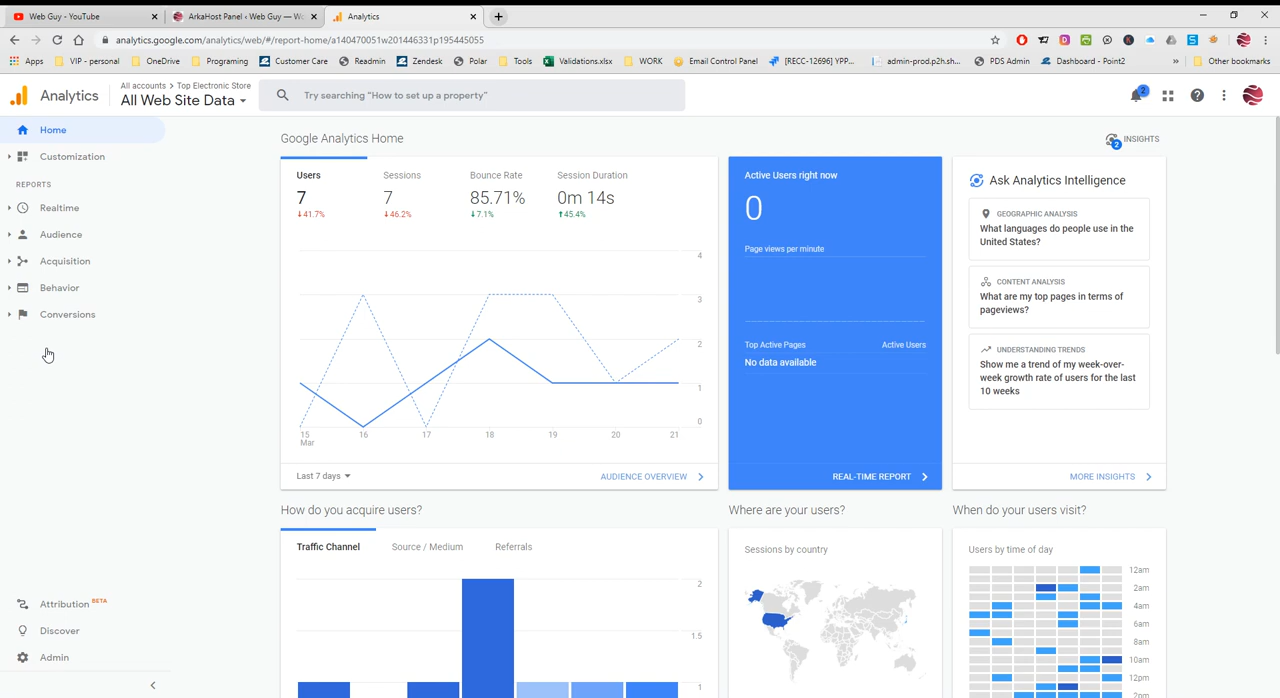 Web Guy - YouTube
ArkaHost Panel ‹ Web Guy — Wo
Analytics
analytics.google.com/analytics/web/#/report-home/a140470051w201446331p195445055
Apps
VIP - personal
OneDrive
Programing
Customer Care
Readmin
Zendesk
Polar
Tools
Validations.xlsx
WORK
Email Control Panel
[RECC-12696] YPP...
admin-prod.p2h.sh...
PDS Admin
Dashboard - Point2
»
Other bookmarks
Analytics
All accounts > Top Electronic Store
All Web Site Data
Try searching "How to set up a property"
2
Home
Customization
REPORTS
Realtime
Audience
Acquisition
Behavior
Conversions
Attribution BETA
Discover
Admin
Google Analytics Home
INSIGHTS
2
Users
7
↓41.7%
Sessions
7
↓46.2%
Bounce Rate
85.71%
↓7.1%
Session Duration
0m 14s
↑45.4%
4
3
2
1
0
15
Mar
16
17
18
19
20
21
Last 7 days
AUDIENCE OVERVIEW
Active Users right now
0
Page views per minute
Top Active Pages
Active Users
No data available
REAL-TIME REPORT
Ask Analytics Intelligence
GEOGRAPHIC ANALYSIS
What languages do people use in the
United States?
CONTENT ANALYSIS
What are my top pages in terms of
pageviews?
UNDERSTANDING TRENDS
Show me a trend of my week-over-
week growth rate of users for the last
10 weeks
MORE INSIGHTS
How do you acquire users?
Traffic Channel
Source / Medium
Referrals
2
1.5
1
Where are your users?
Sessions by country
When do your users visit?
Users by time of day
12am
2am
4am
6am
8am
10am
12pm
2pm